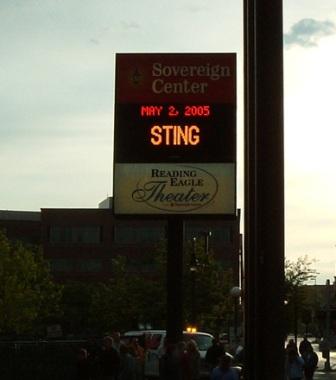 Sovereign
Center
MAY 2, 2005
STING
READING
EAGLE
Theater